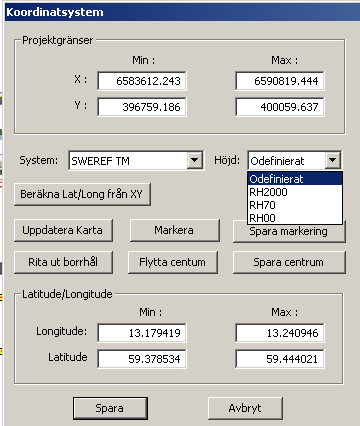 Koordinatsystem
Projektgränser
Min : Max :
X : 6583612.243 6590819.444
Y : 396759.186 400059.637
System: SWEREF TM Höjd: Odefinierat
Odefinierat
RH2000
RH70
RH00
Beräkna Lat/Long från XY
Uppdatera Karta Markera Spara markering
Rita ut borrhål Flytta centum Spara centrum
Latitude/Longitude
Min : Max :
Longitude: 13.179419 13.240946
Latitude 59.378534 59.444021
Spara Avbryt